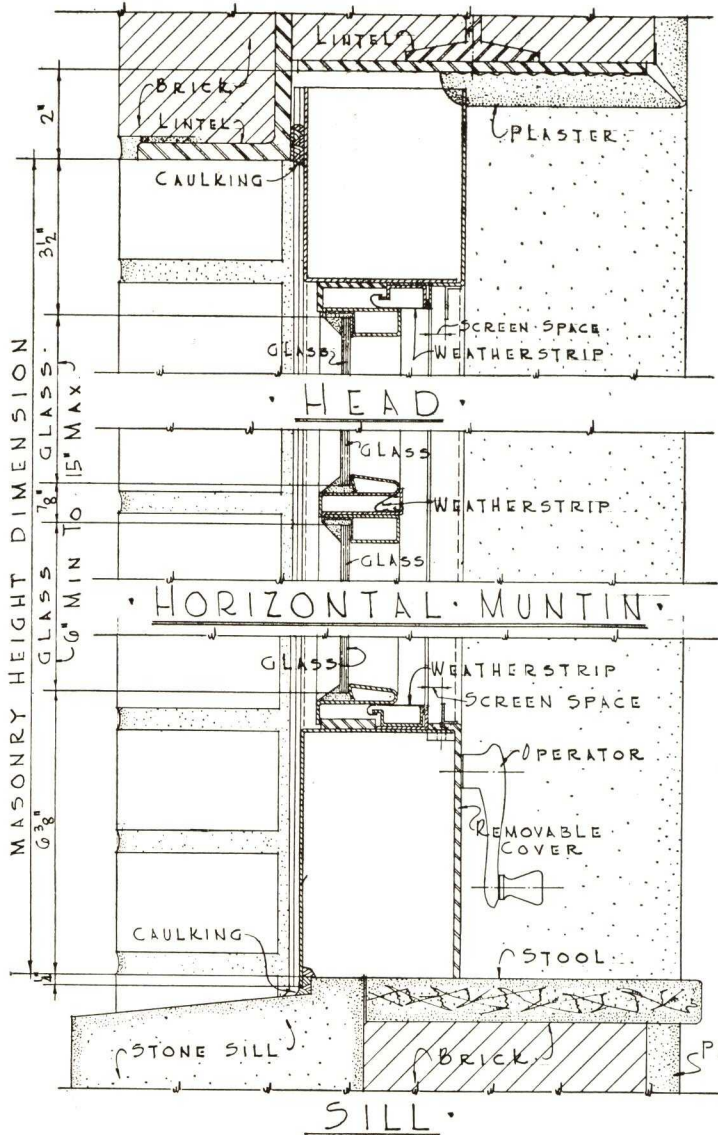 LINTEL
BRICK
LINTEL
2"
PLASTER
CAULKING
3½"
SCREEN SPACE
GLASS
WEATHERSTRIP
HEAD
GLASS
GLASS
7/8"
WEATHERSTRIP
GLASS
GLASS
6" MIN TO 15" MAX.
MASONRY HEIGHT DIMENSION
HORIZONTAL MUNTIN
GLASS
WEATHERSTRIP
SCREEN SPACE
OPERATOR
6 3/8"
REMOVABLE
COVER
CAULKING
STOOL
1/4"
STONE SILL
BRICK
P
SILL